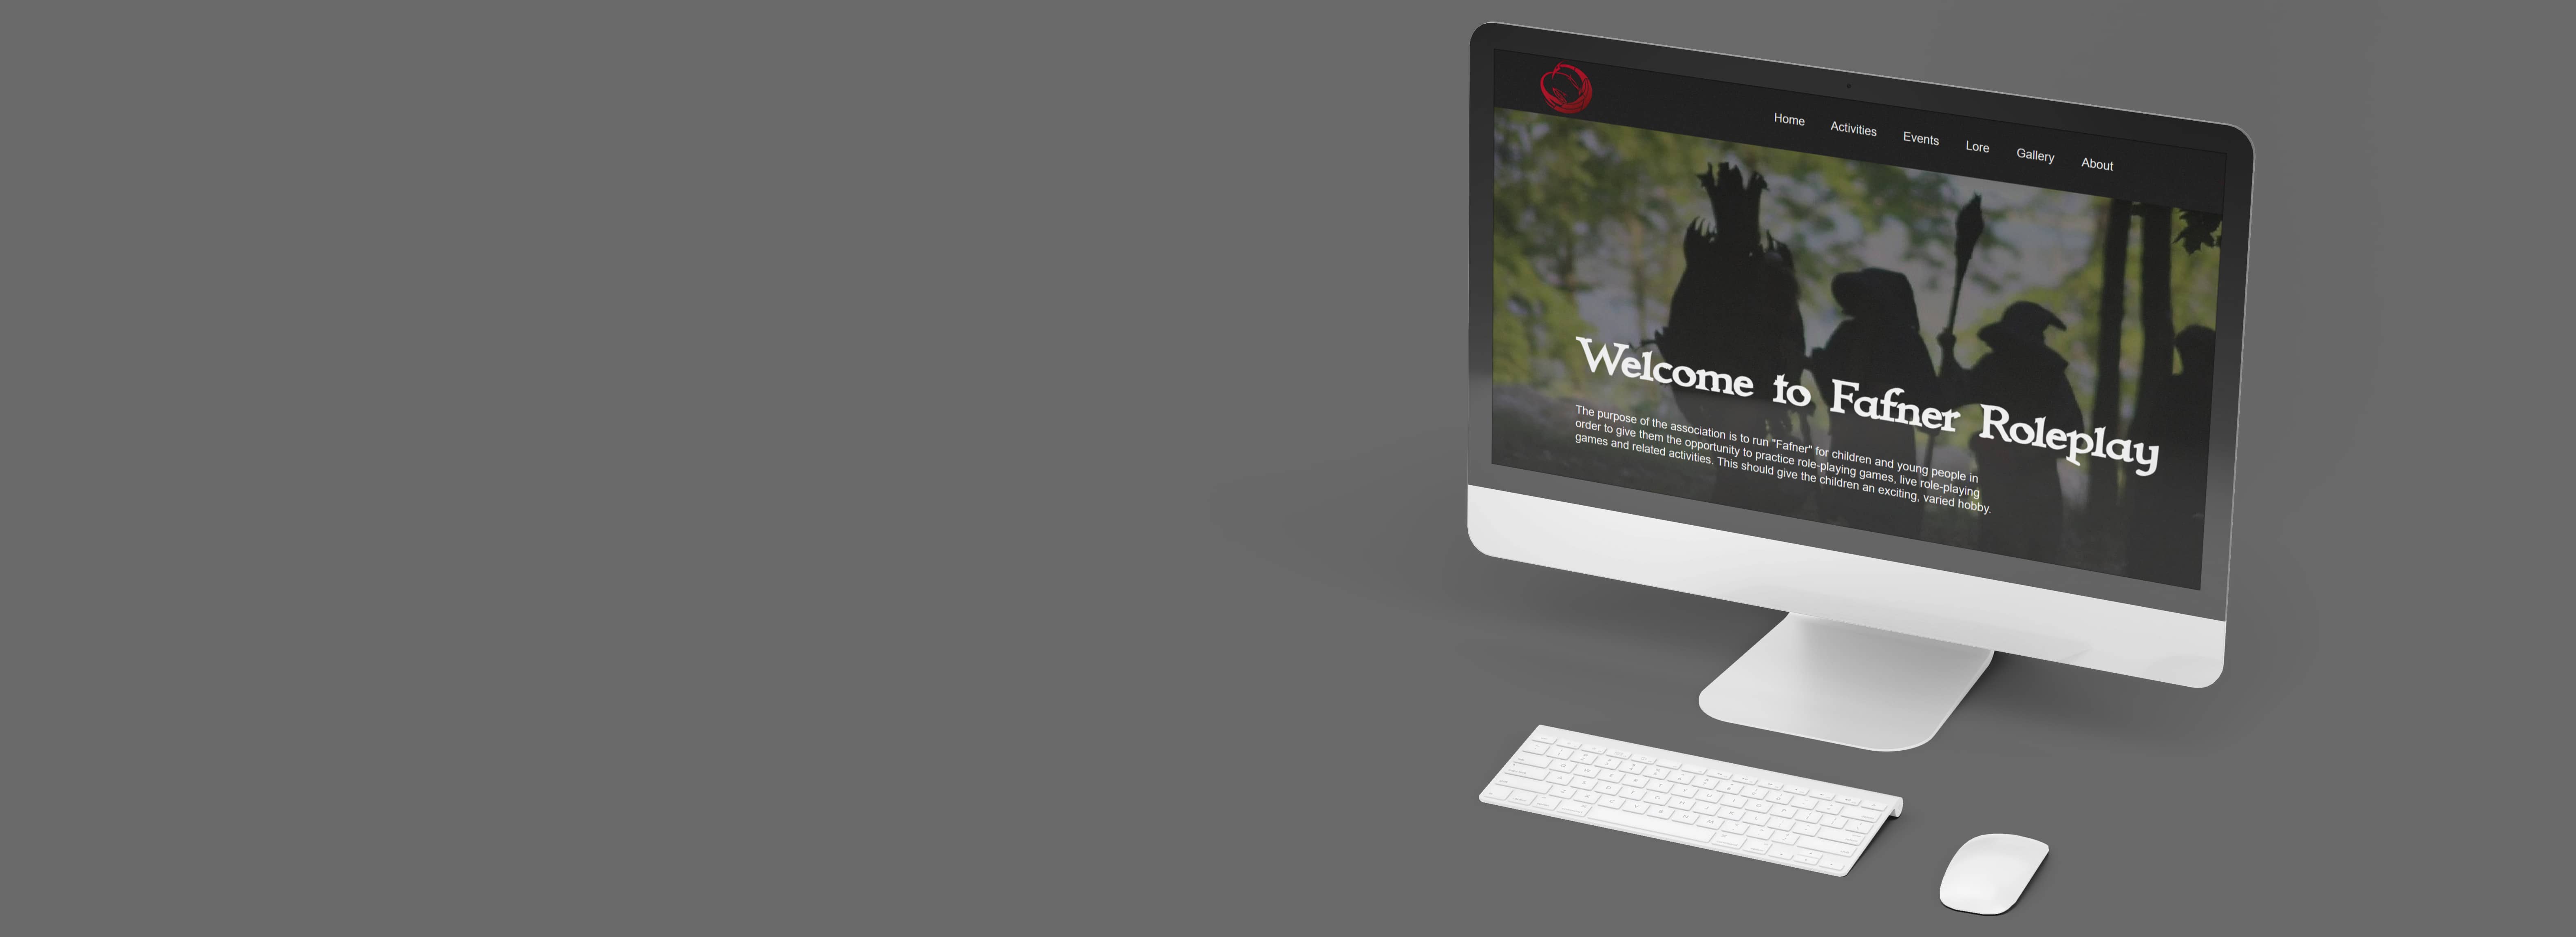 Home Activities Events Lore Gallery About
Welcome to Fafner Roleplay
The purpose of the association is to run "Fafner" for children and young people in
order to give them the opportunity to practice role-playing games, live role-playing
games and related activities. This should give the children an exciting, varied hobby.